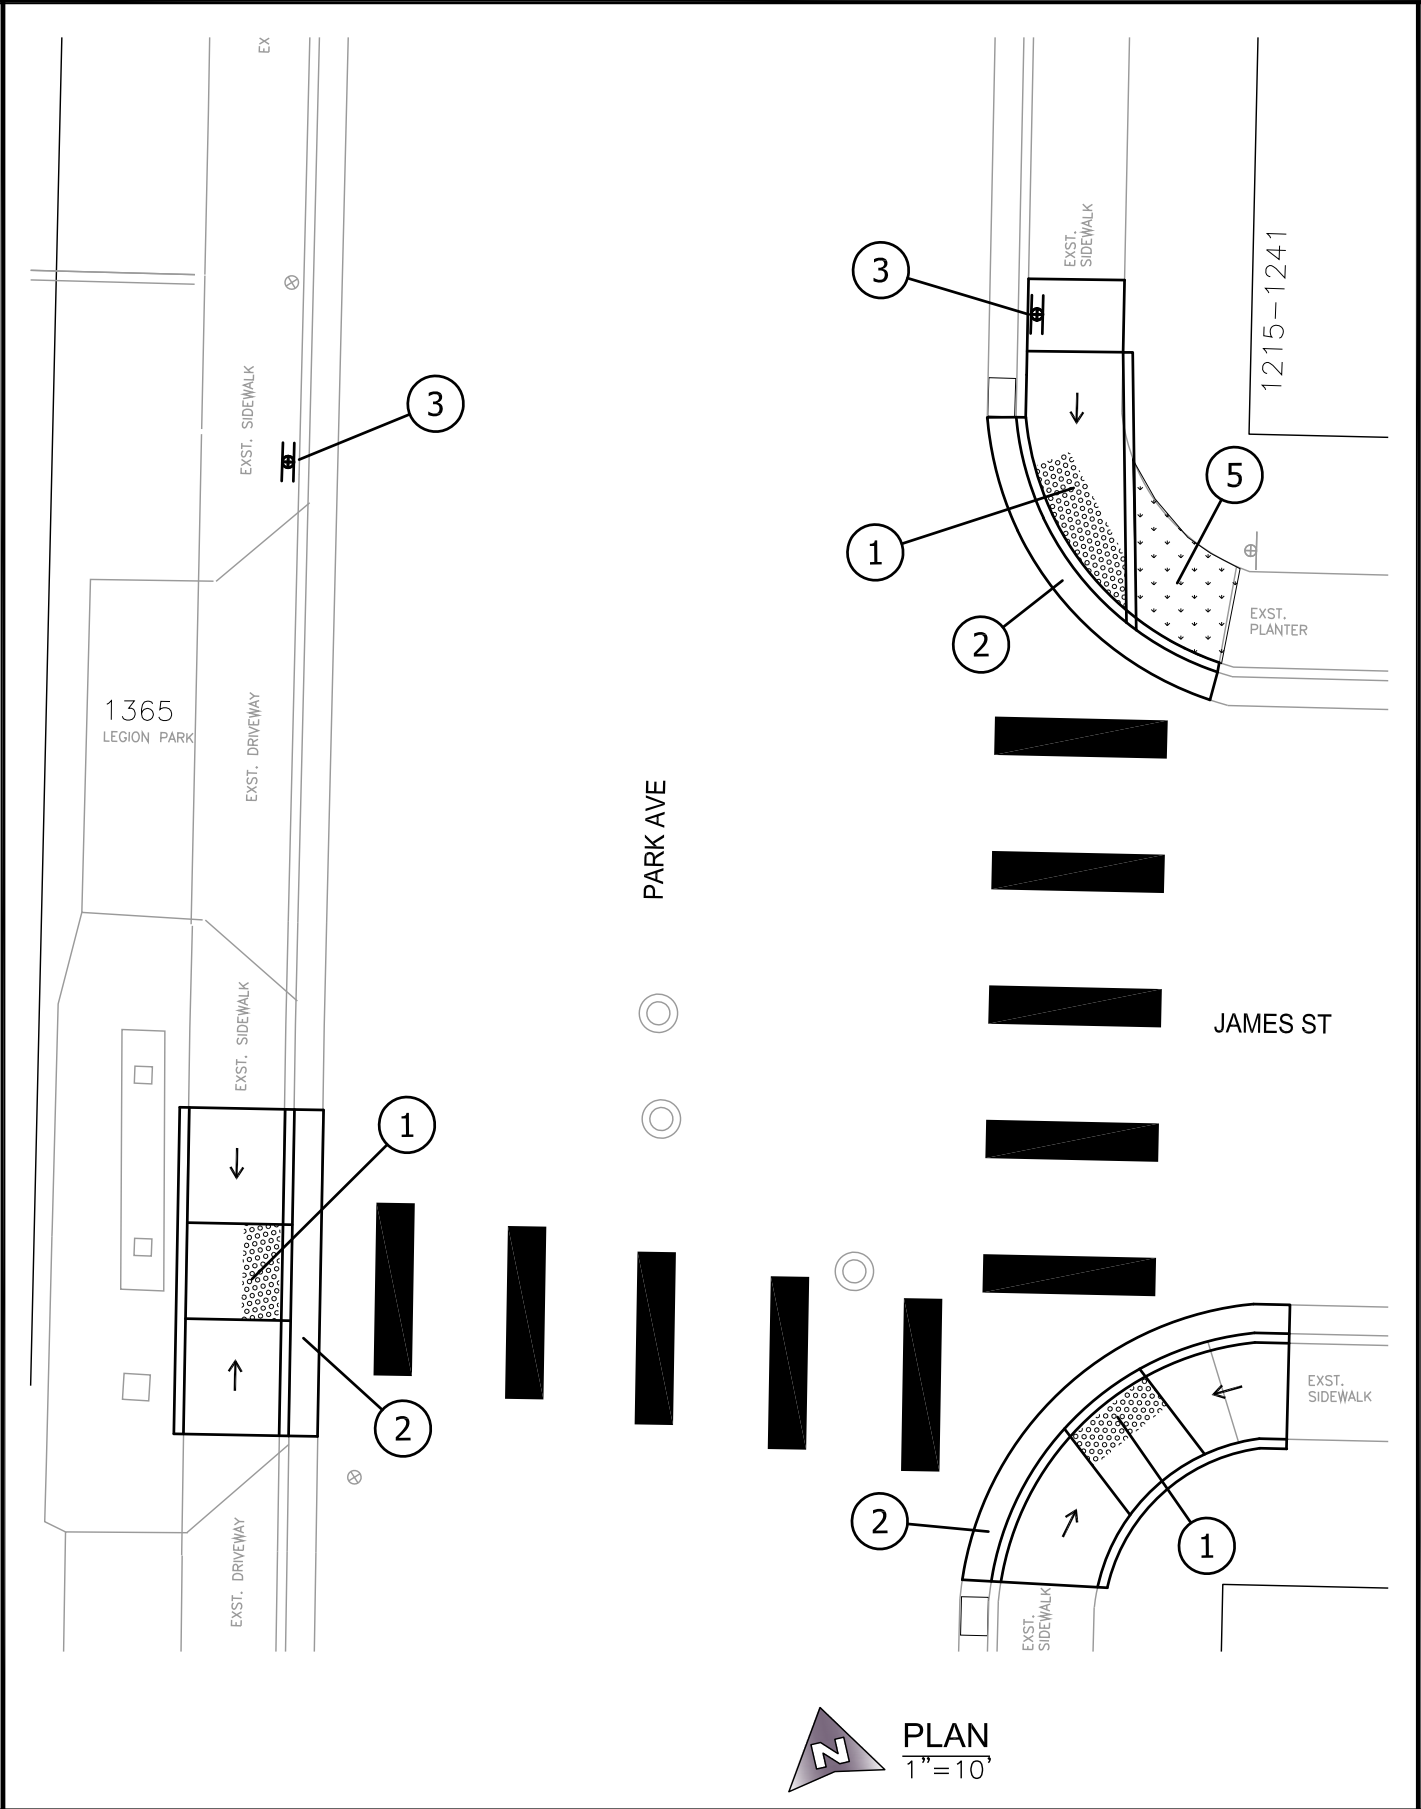 EX
EXST.
SIDEWALK
1215-1241
3
3
EXST. SIDEWALK
5
1
2
EXST.
PLANTER
1365
LEGION PARK
EXST. DRIVEWAY
PARK AVE
EXST. SIDEWALK
JAMES ST
1
2
EXST.
SIDEWALK
2
1
EXST. DRIVEWAY
EXST.
SIDEWALK
N
PLAN
1"=10'